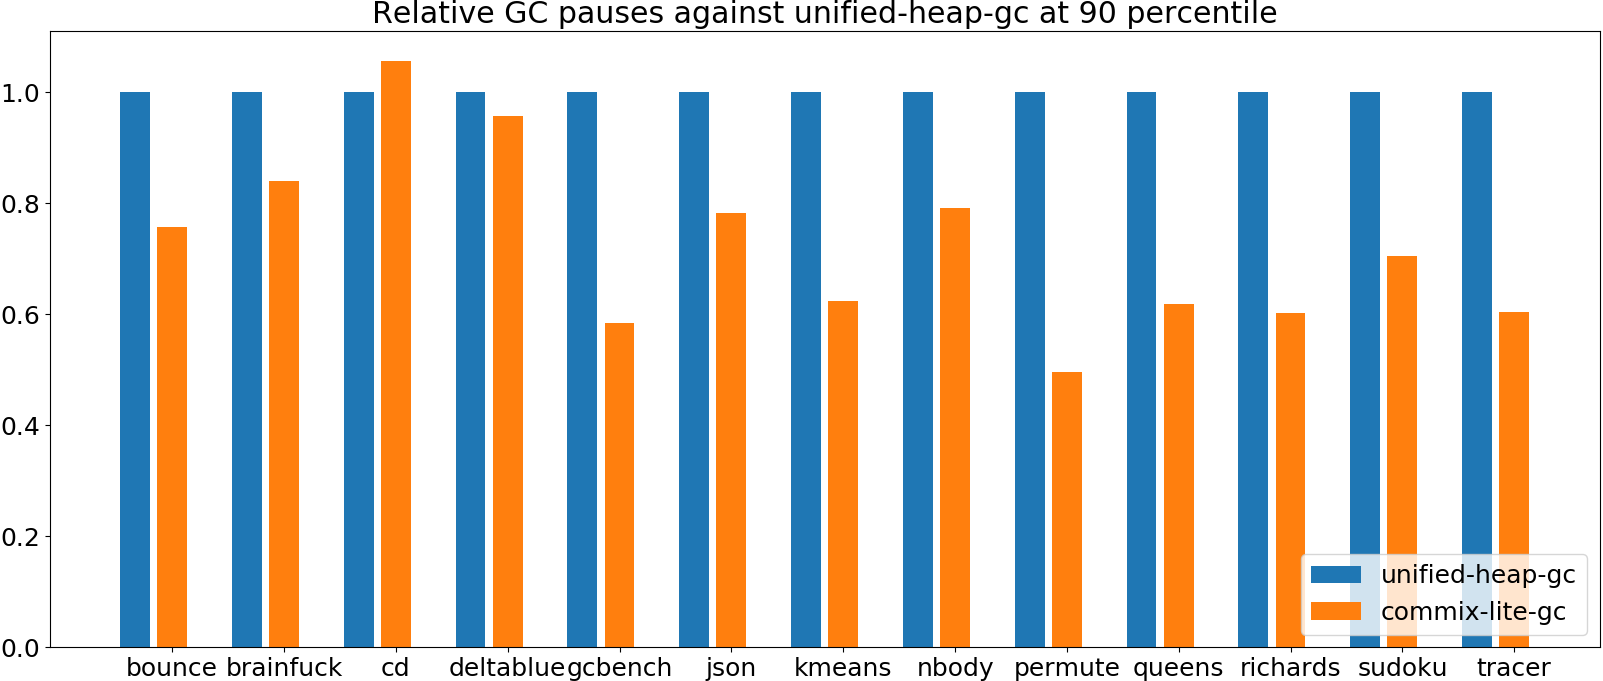 Relative GC pauses against unified-heap-gc at 90 percentile
1.0
0.8
0.6
0.4
0.2
0.0
unified-heap-gc
commix-lite-gc
bounce brainfuck cd deltablue gcbench json kmeans nbody permute queens richards sudoku tracer